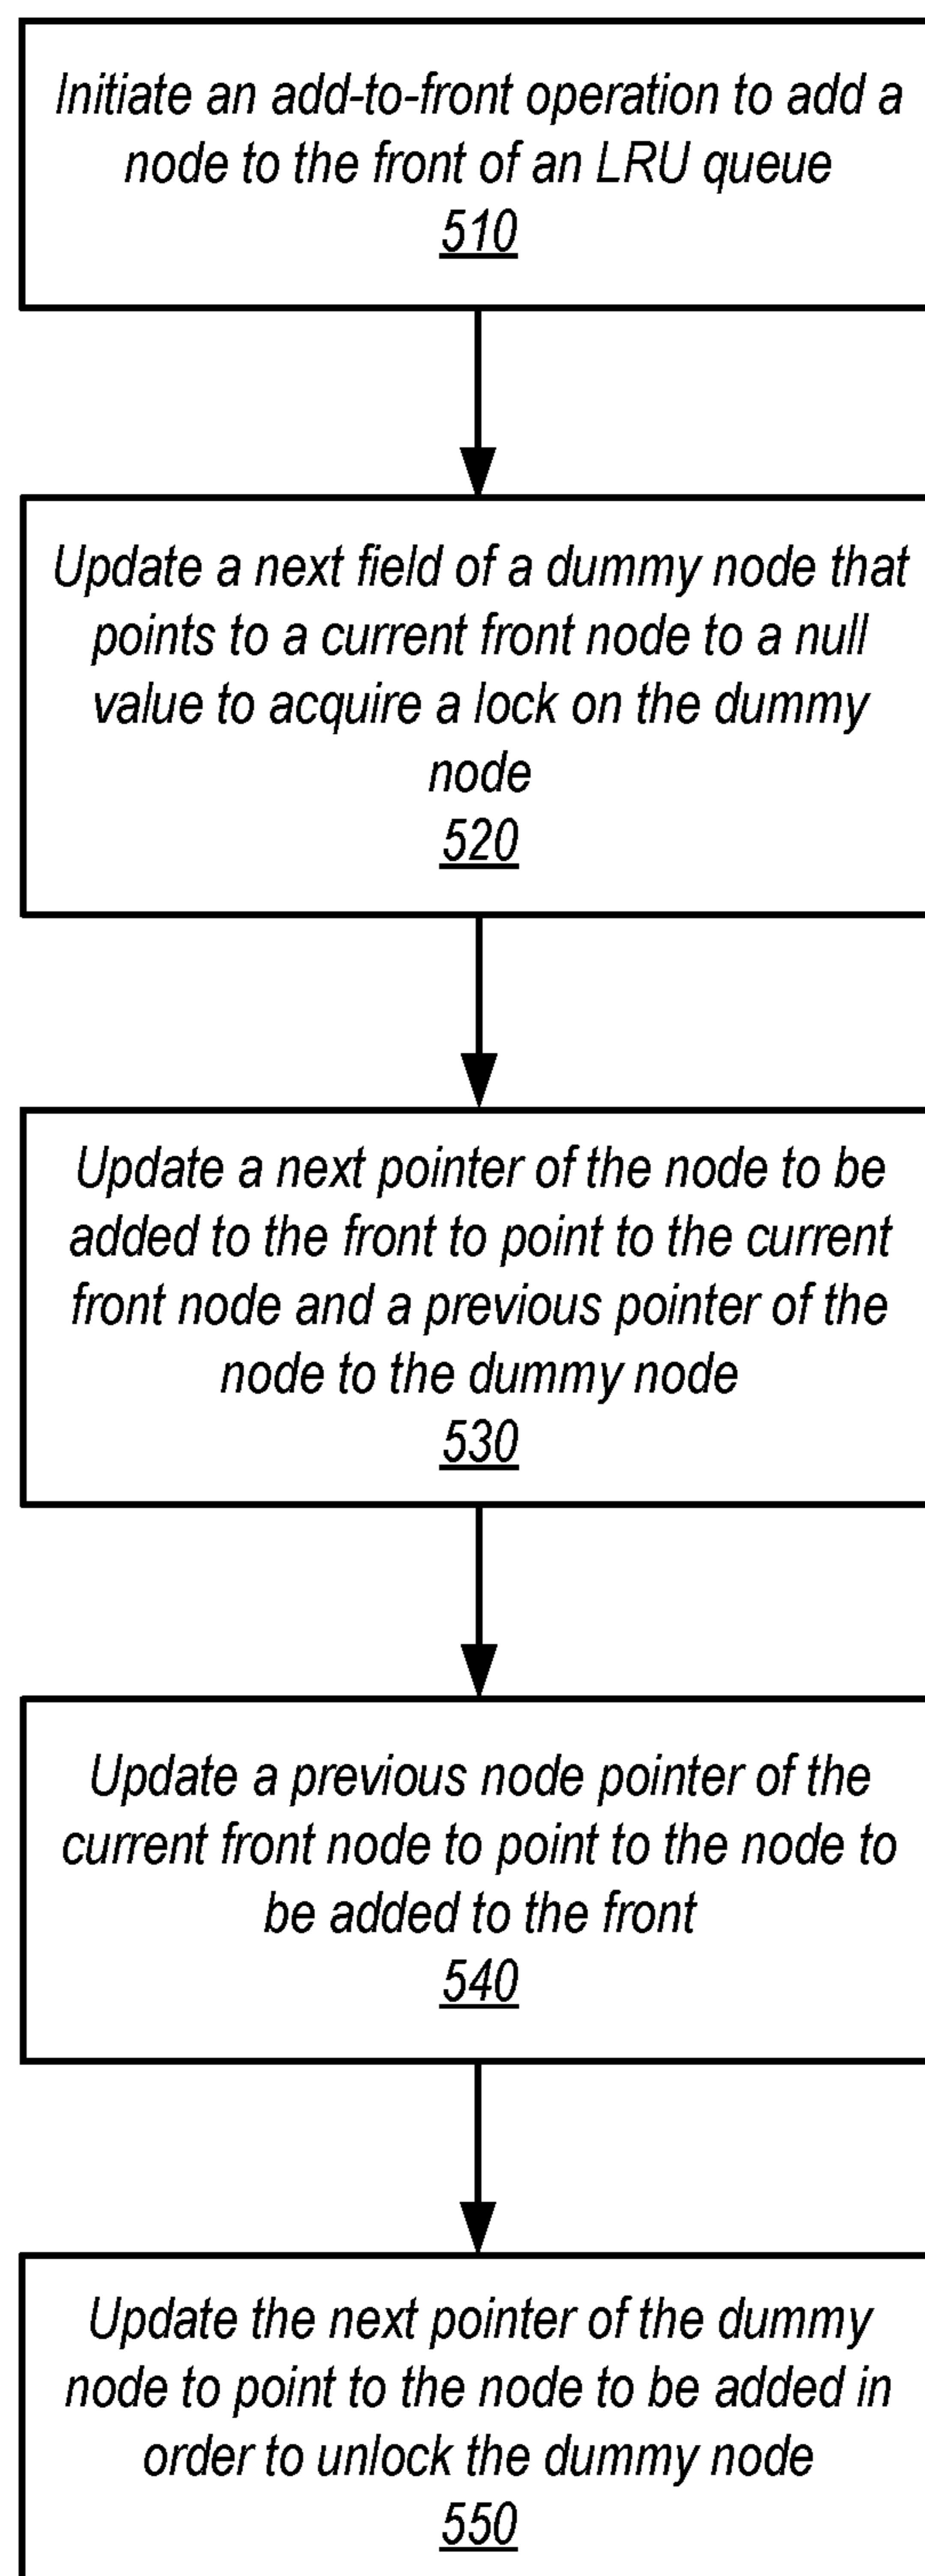 Initiate an add-to-front operation to add a
node to the front of an LRU queue
510
Update a next field of a dummy node that
points to a current front node to a null
value to acquire a lock on the dummy
node
520
Update a next pointer of the node to be
added to the front to point to the current
front node and a previous pointer of the
node to the dummy node
530
Update a previous node pointer of the
current front node to point to the node to
be added to the front
540
Update the next pointer of the dummy
node to point to the node to be added in
order to unlock the dummy node
550